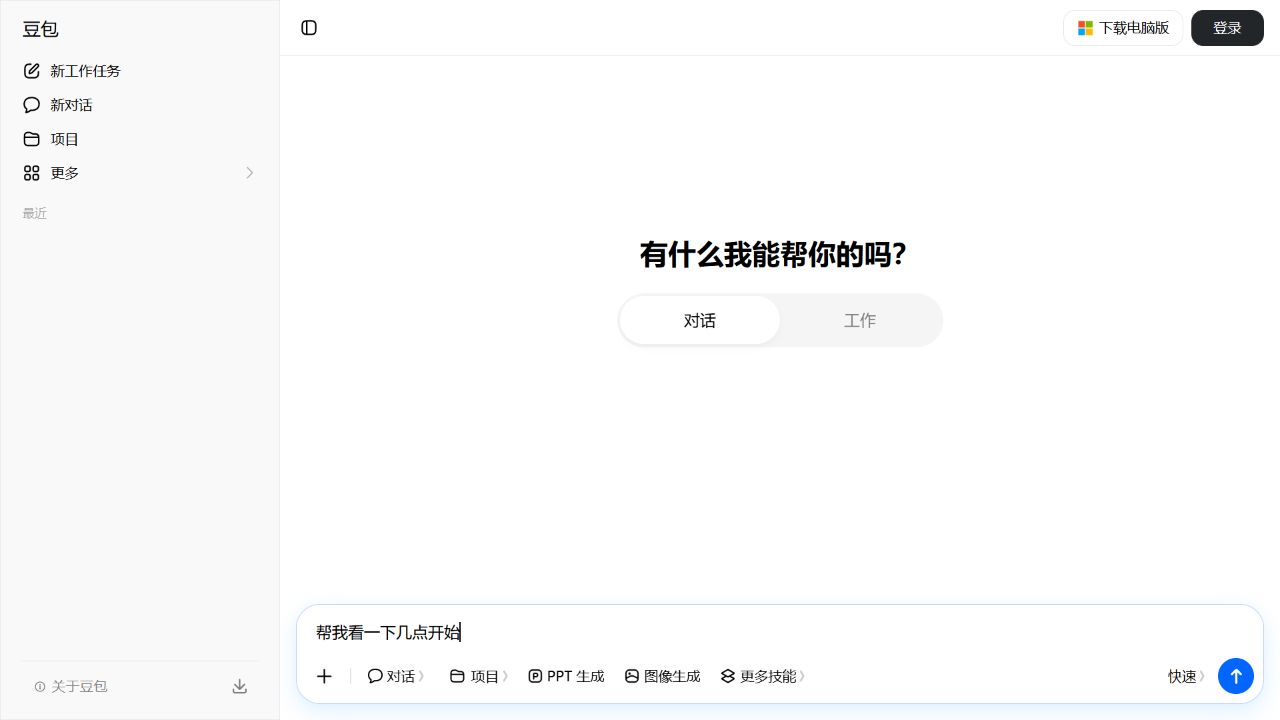 豆包
新工作任务
新对话
项目
更多
最近
关于豆包
下载电脑版
登录
有什么我能帮你的吗？
对话
工作
帮我看一下几点开始
对话
项目
PPT 生成
图像生成
更多技能
快速